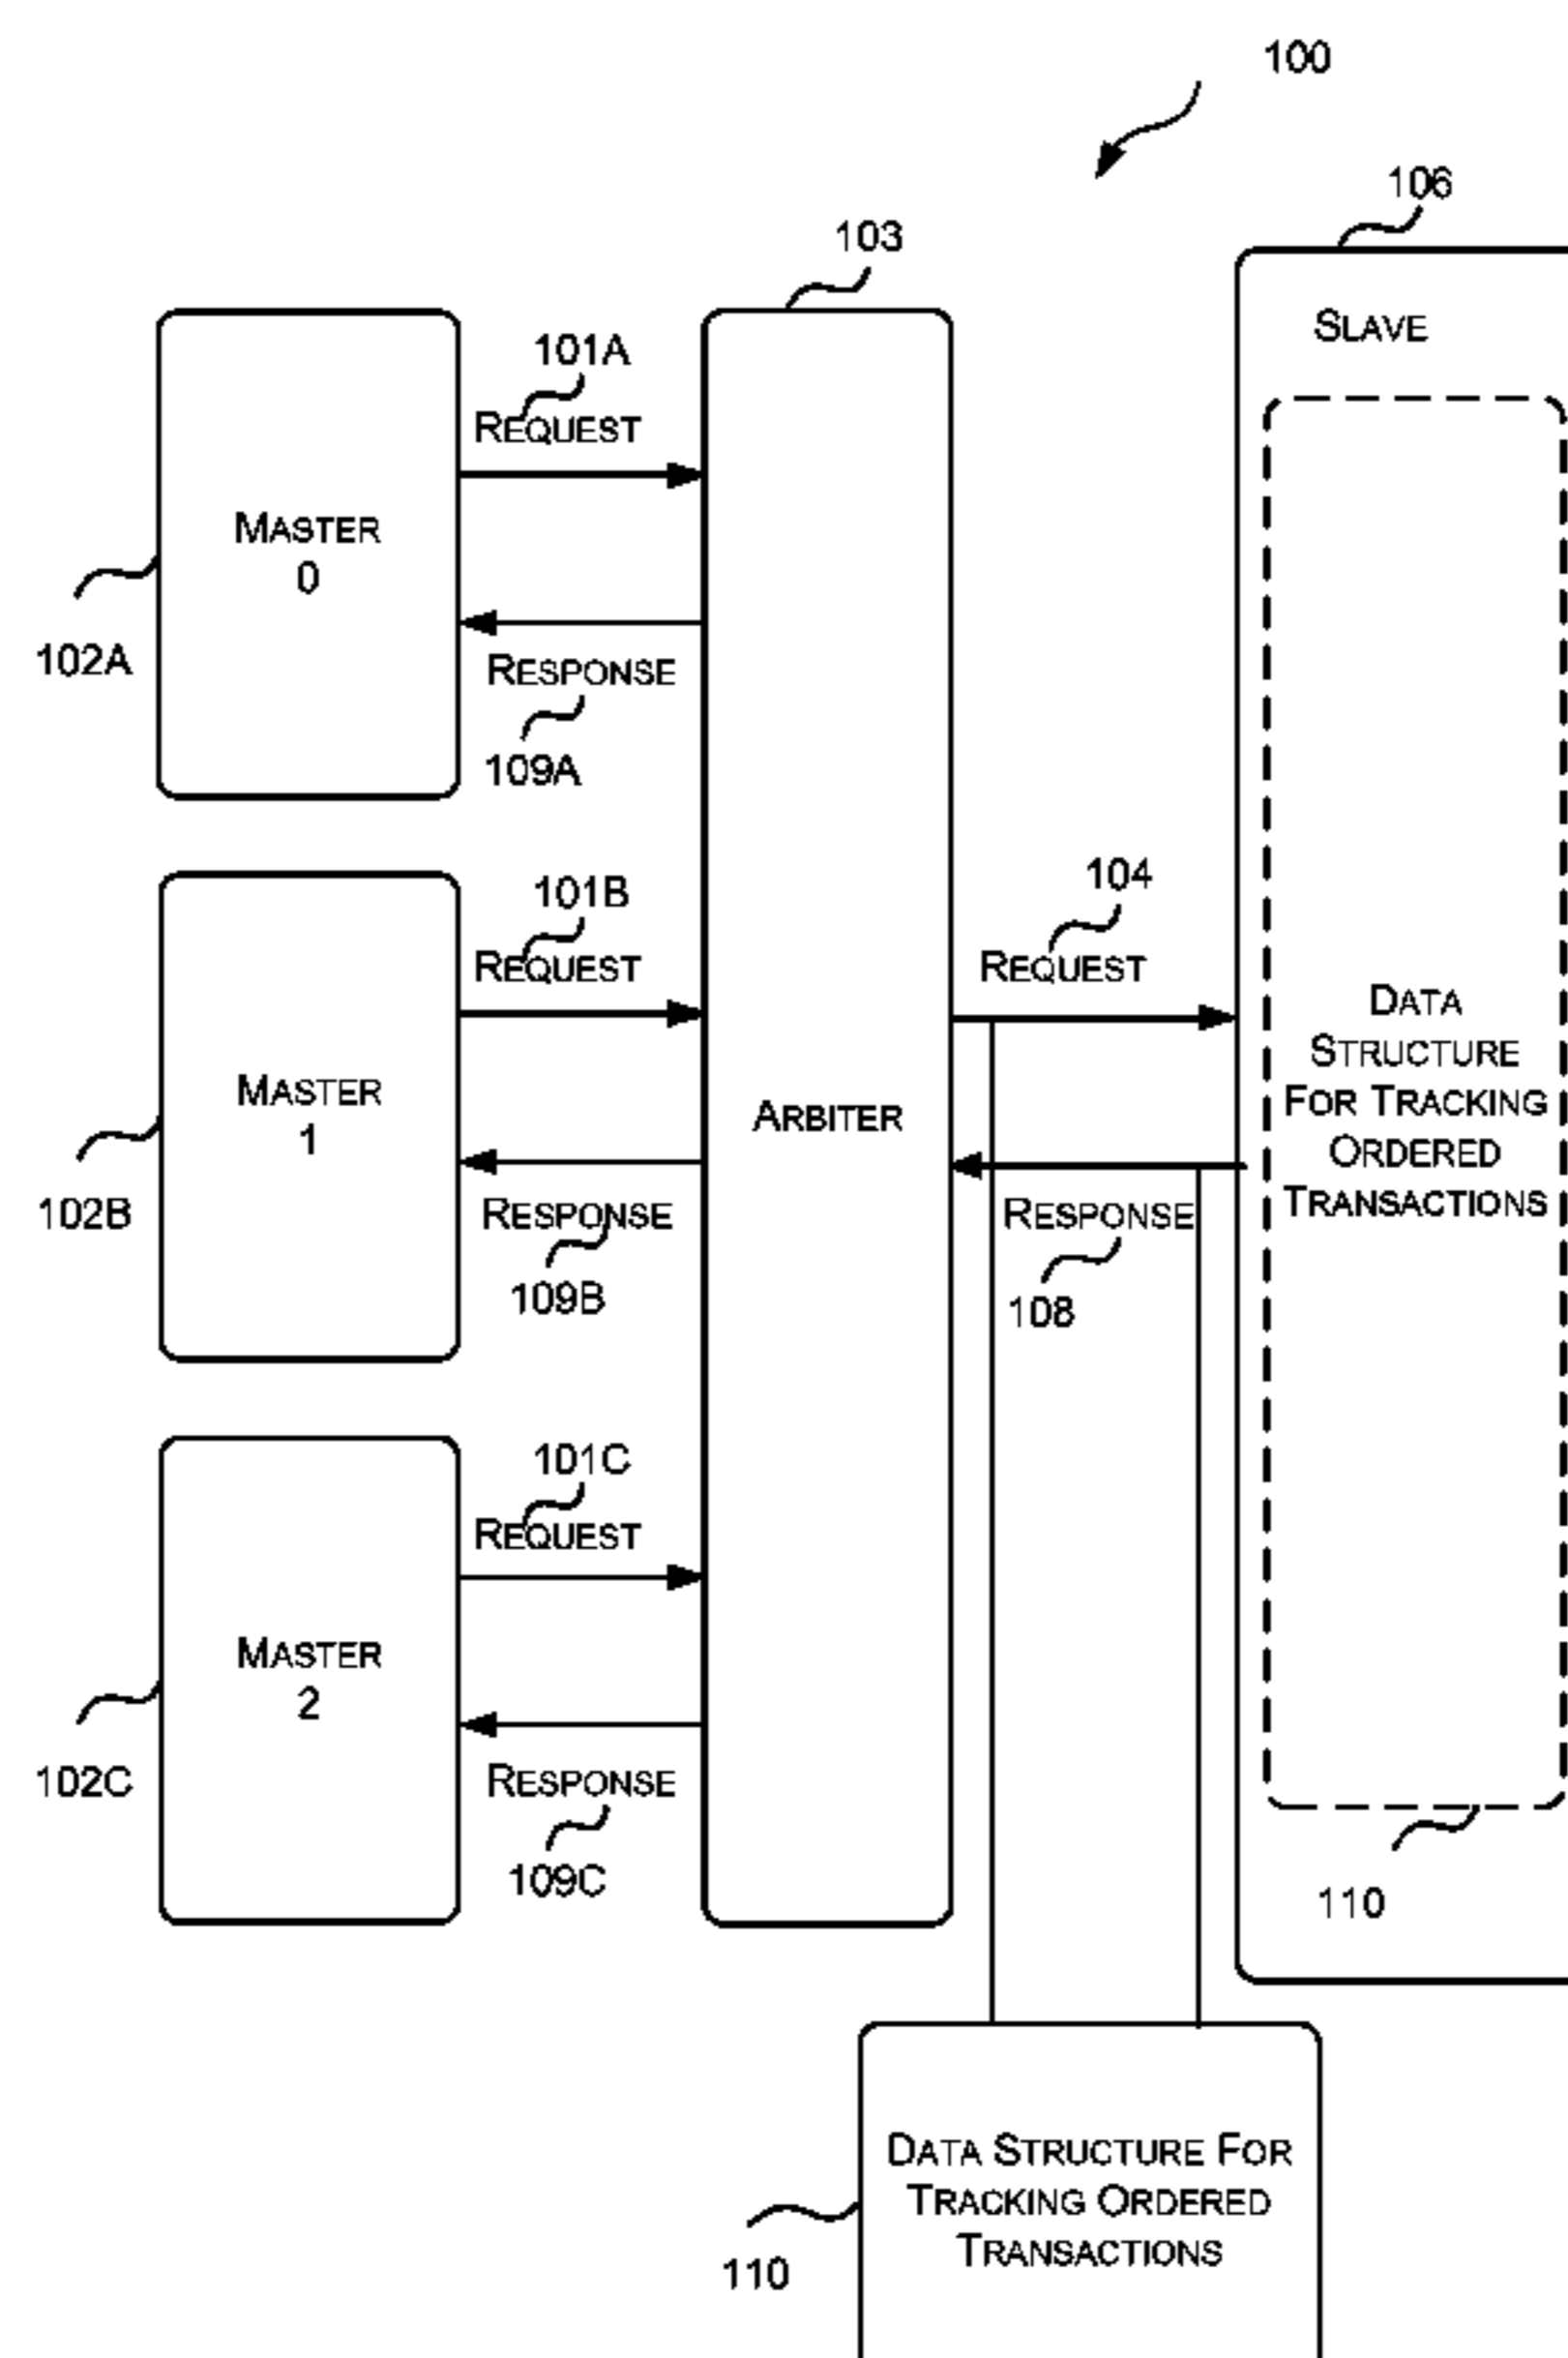 100
106
103
SLAVE
101A
REQUEST
MASTER
0
102A
RESPONSE
109A
101B
REQUEST
104
REQUEST
DATA
STRUCTURE
FOR TRACKING
ORDERED
TRANSACTIONS
MASTER
1
ARBITER
102B
RESPONSE
109B
RESPONSE
108
101C
REQUEST
MASTER
2
102C
RESPONSE
109C
110
DATA STRUCTURE FOR
TRACKING ORDERED
TRANSACTIONS
110